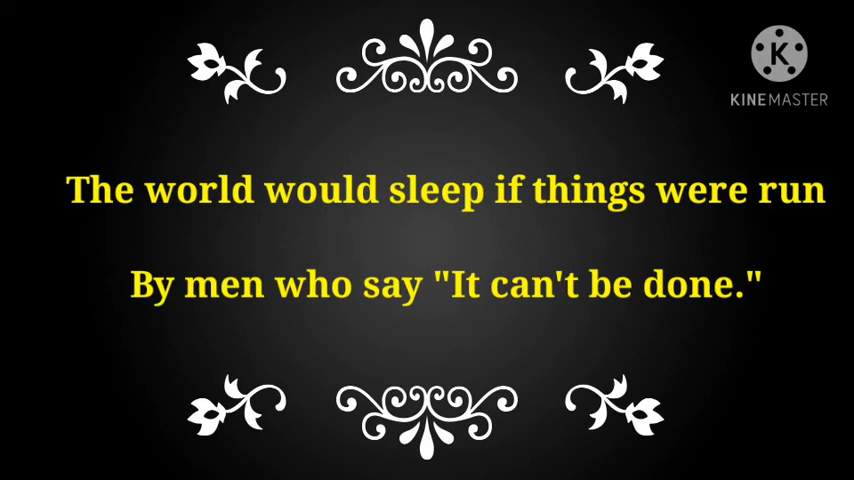 K
KINEMASTER
The world would sleep if things were run
By men who say "It can't be done."